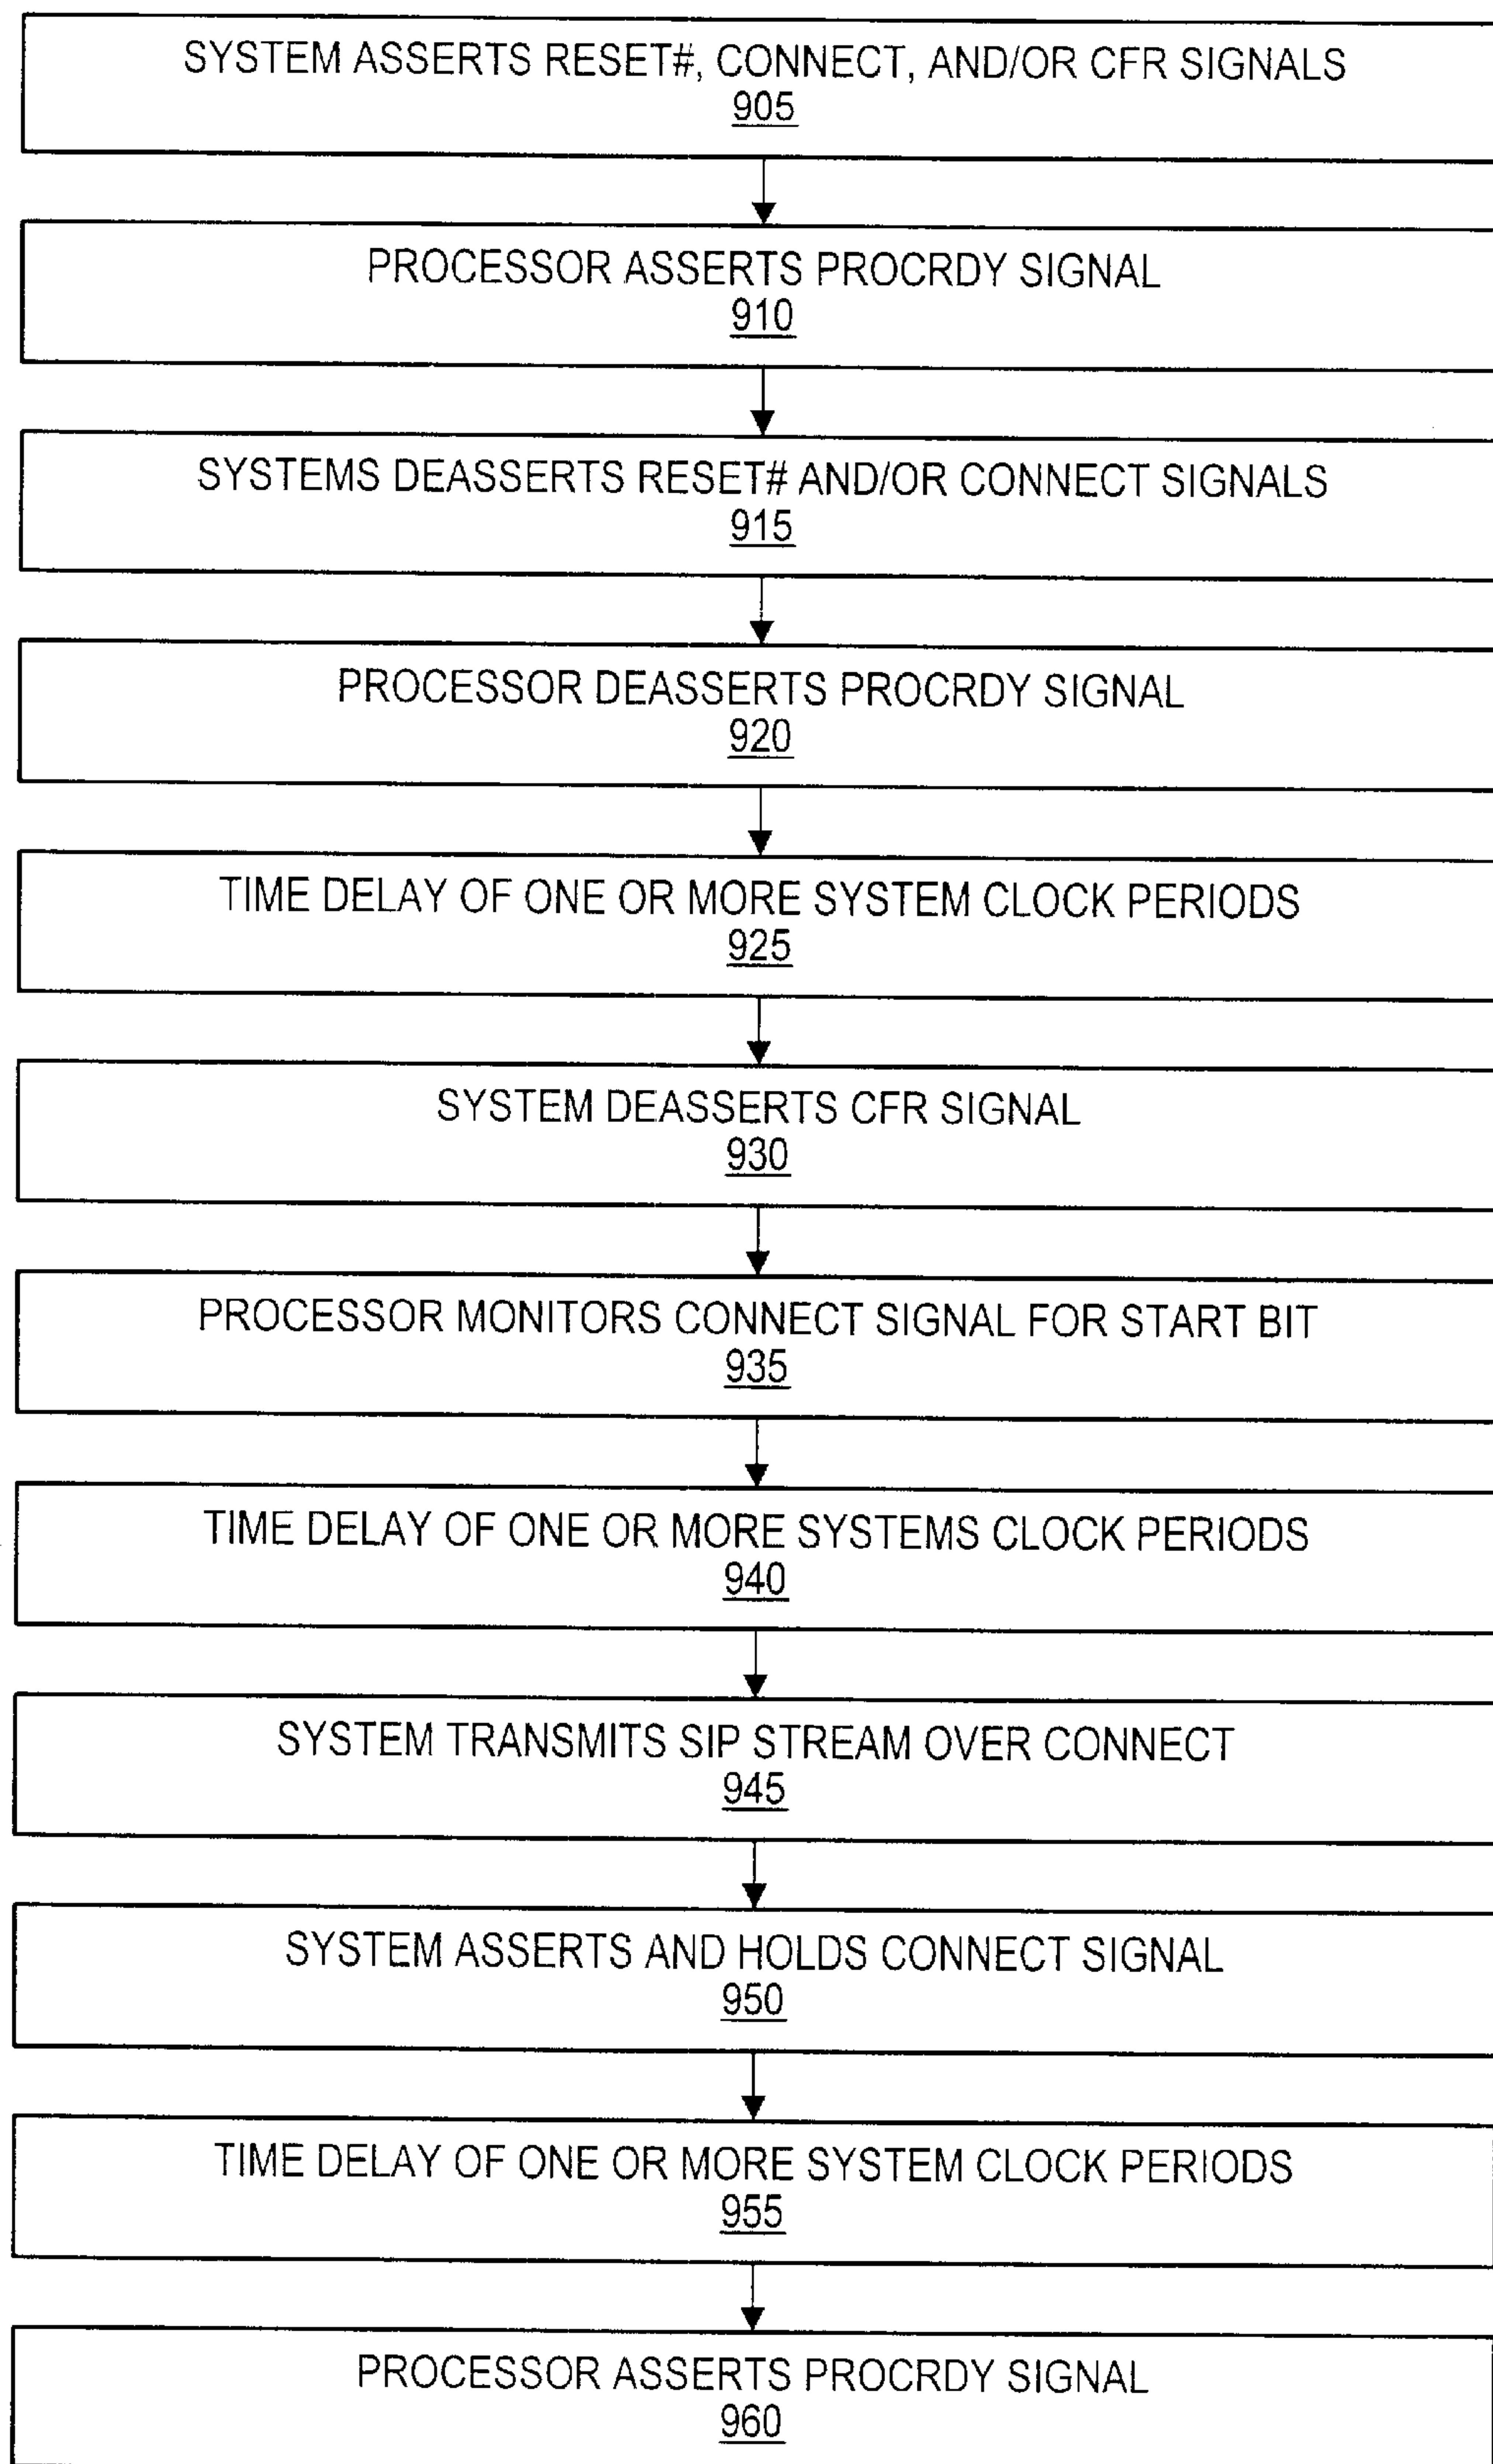 SYSTEM ASSERTS RESET#, CONNECT, AND/OR CFR SIGNALS
905
PROCESSOR ASSERTS PROCRDY SIGNAL
910
SYSTEMS DEASSERTS RESET# AND/OR CONNECT SIGNALS
915
PROCESSOR DEASSERTS PROCRDY SIGNAL
920
TIME DELAY OF ONE OR MORE SYSTEM CLOCK PERIODS
925
SYSTEM DEASSERTS CFR SIGNAL
930
PROCESSOR MONITORS CONNECT SIGNAL FOR START BIT
935
TIME DELAY OF ONE OR MORE SYSTEMS CLOCK PERIODS
940
SYSTEM TRANSMITS SIP STREAM OVER CONNECT
945
SYSTEM ASSERTS AND HOLDS CONNECT SIGNAL
950
TIME DELAY OF ONE OR MORE SYSTEM CLOCK PERIODS
955
PROCESSOR ASSERTS PROCRDY SIGNAL
960